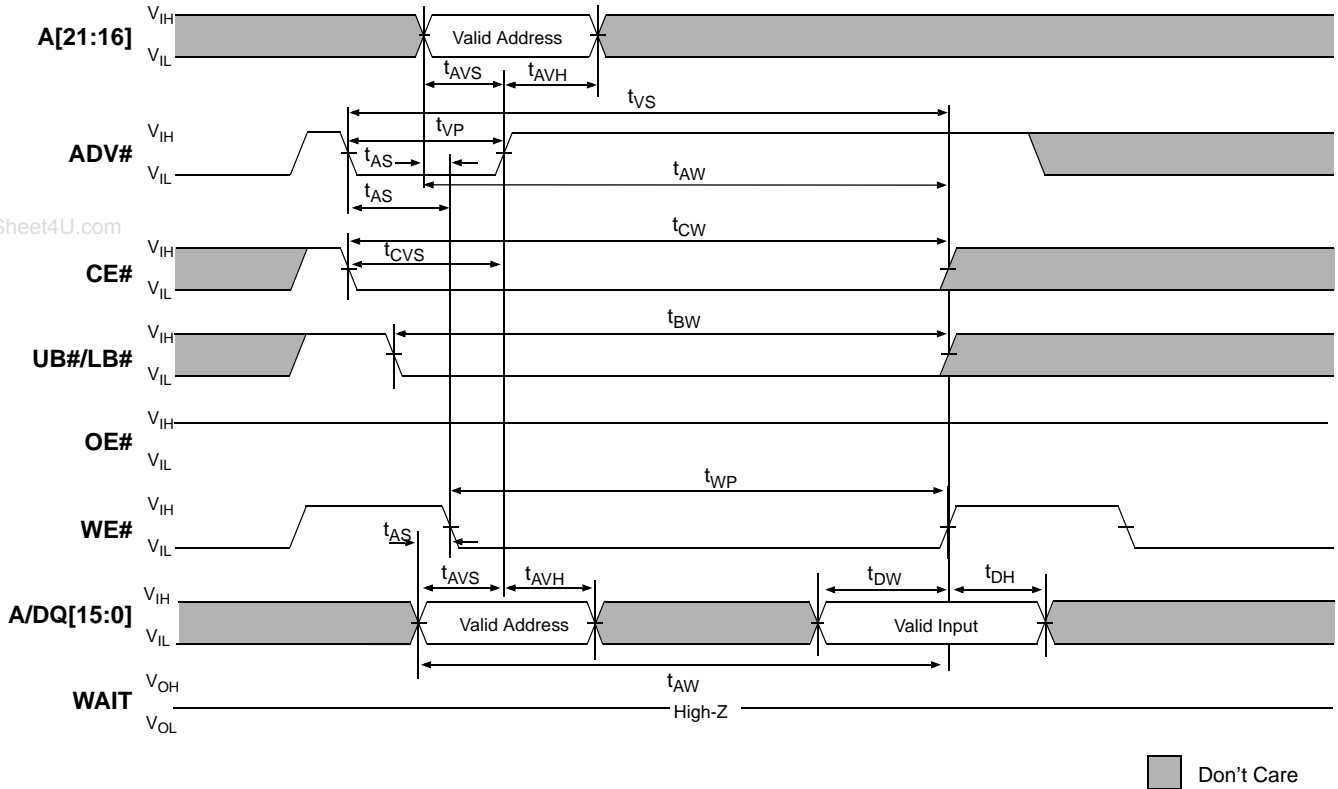 A[21:16]
VIH
VIL
Valid Address
tAVS
tAVH
tVS
ADV#
VIH
VIL
tVP
tAS
tAW
tAS
Sheet4U.com
CE#
VIH
VIL
tCW
tCVS
UB#/LB#
VIH
VIL
tBW
OE#
VIH
VIL
tWP
WE#
VIH
VIL
tAS
tAVS
tAVH
tDW
tDH
A/DQ[15:0]
VIH
VIL
Valid Address
Valid Input
tAW
WAIT
VOH
VOL
High-Z
Don't Care